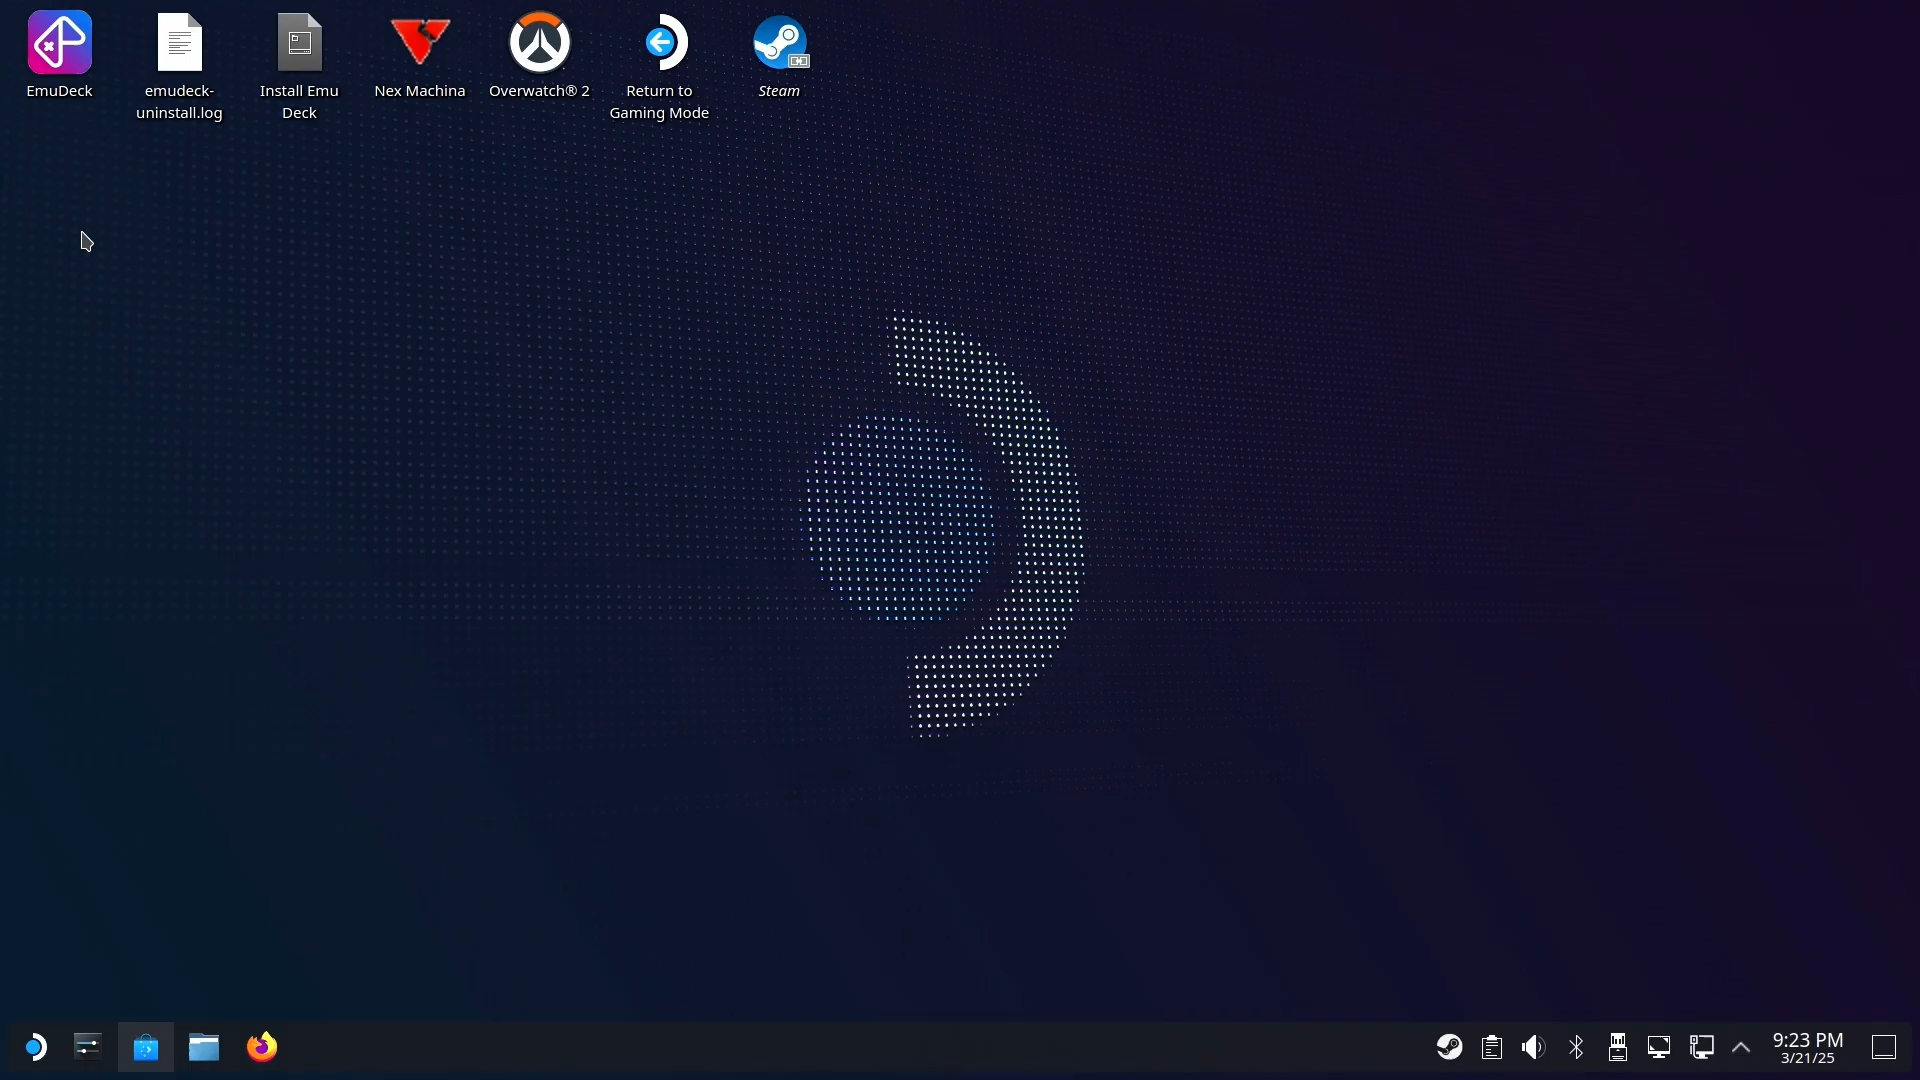 EmuDeck
emudeck-
uninstall.log
Install Emu
Deck
Nex Machina
Overwatch® 2
Return to
Gaming Mode
Steam
9:23 PM
3/21/25